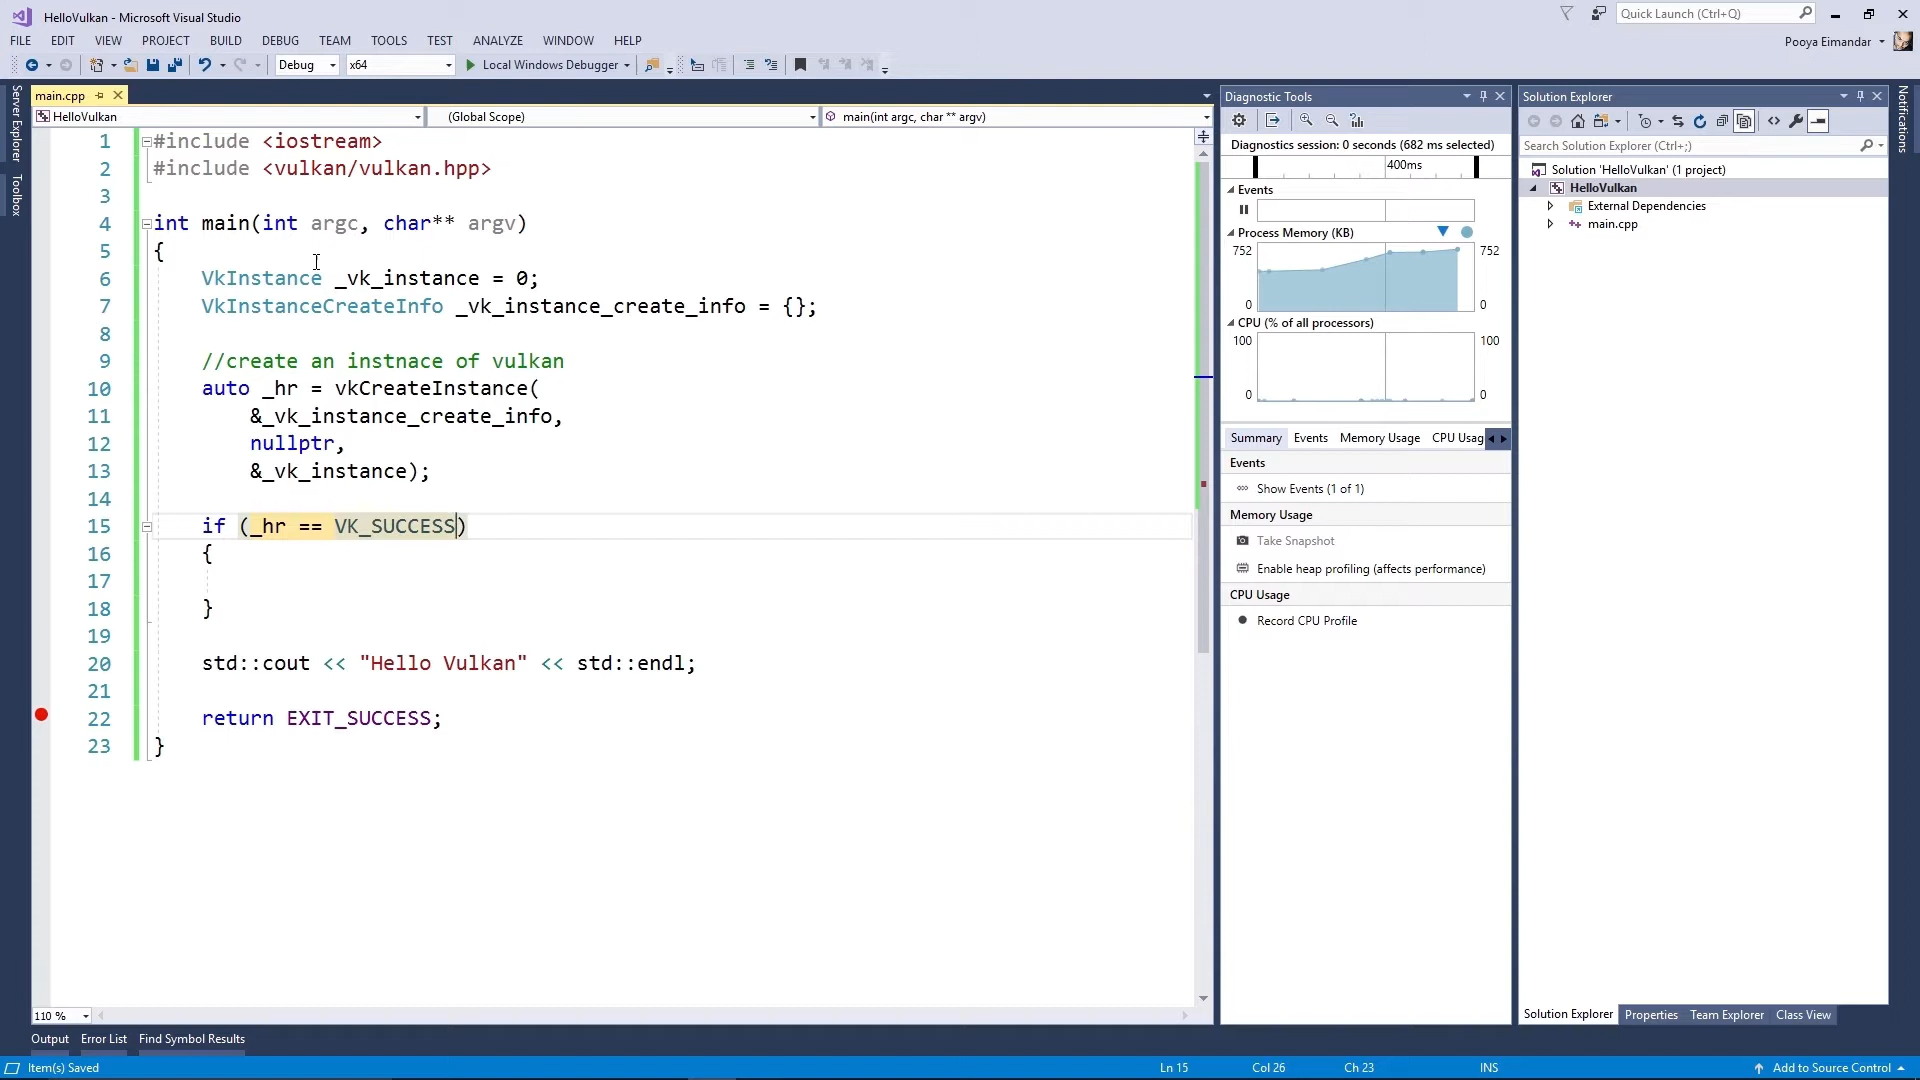 HelloVulkan - Microsoft Visual Studio
Quick Launch (Ctrl+Q)
FILE EDIT VIEW PROJECT BUILD DEBUG TEAM TOOLS TEST ANALYZE WINDOW HELP
Pooya Eimandar
Debug x64 Local Windows Debugger
Server Explorer
Toolbox
main.cpp
HelloVulkan (Global Scope) main(int argc, char ** argv)
1 #include <iostream>
2 #include <vulkan/vulkan.hpp>
3
4 int main(int argc, char** argv)
5 {
6 VkInstance _vk_instance = 0;
7 VkInstanceCreateInfo _vk_instance_create_info = {};
8
9 //create an instnace of vulkan
10 auto _hr = vkCreateInstance(
11 &_vk_instance_create_info,
12 nullptr,
13 &_vk_instance);
14
15 if (_hr == VK_SUCCESS)
16 {
17
18 }
19
20 std::cout << "Hello Vulkan" << std::endl;
21
22 return EXIT_SUCCESS;
23 }
110 %
Diagnostic Tools
Diagnostics session: 0 seconds (682 ms selected)
400ms
Events
Process Memory (KB)
752 752
0 0
CPU (% of all processors)
100 100
0 0
Summary Events Memory Usage CPU Usag
Events
Show Events (1 of 1)
Memory Usage
Take Snapshot
Enable heap profiling (affects performance)
CPU Usage
Record CPU Profile
Solution Explorer
Search Solution Explorer (Ctrl+;)
Solution 'HelloVulkan' (1 project)
HelloVulkan
External Dependencies
main.cpp
Solution Explorer Properties Team Explorer Class View
Notifications
Output Error List Find Symbol Results
Item(s) Saved Ln 15 Col 26 Ch 23 INS Add to Source Control